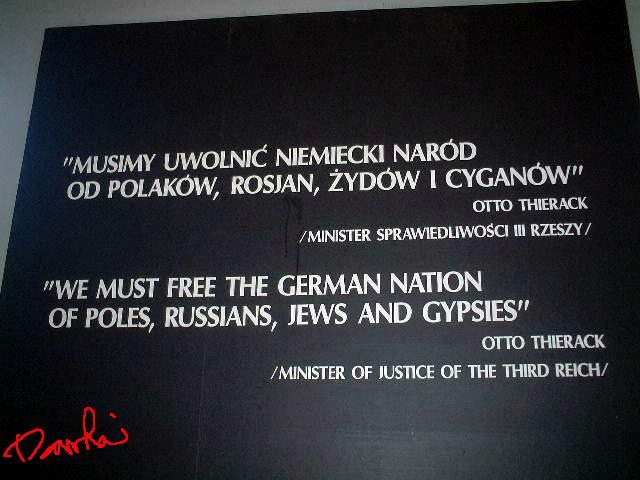 "MUSIMY UWOLNIĆ NIEMIECKI NARÓD
OD POLAKÓW, ROSJAN, ŻYDÓW I CYGANÓW"
OTTO THIERACK
/MINISTER SPRAWIEDLIWOŚCI III RZESZY/
"WE MUST FREE THE GERMAN NATION
OF POLES, RUSSIANS, JEWS AND GYPSIES"
OTTO THIERACK
/MINISTER OF JUSTICE OF THE THIRD REICH/